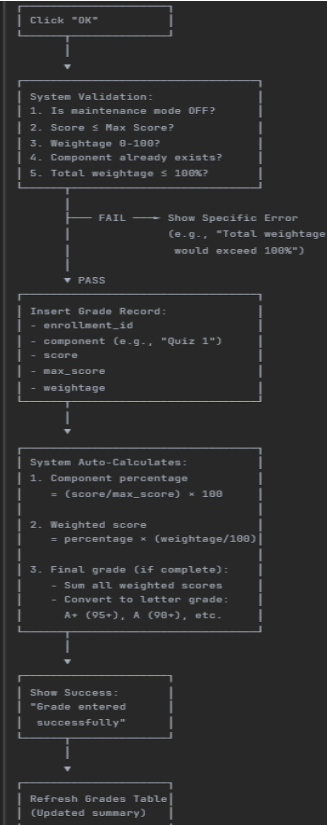 Click "OK"
System Validation:
1. Is maintenance mode OFF?
2. Score ≤ Max Score?
3. Weightage 0-100?
4. Component already exists?
5. Total weightage ≤ 100%?
FAIL → Show Specific Error
(e.g., "Total weightage
would exceed 100%")
PASS
Insert Grade Record:
- enrollment_id
- component (e.g., "Quiz 1")
- score
- max_score
- weightage
System Auto-Calculates:
1. Component percentage
= (score/max_score) × 100
2. Weighted score
= percentage × (weightage/100)
3. Final grade (if complete):
- Sum all weighted scores
- Convert to letter grade:
A+ (95+), A (90+), etc.
Show Success:
"Grade entered
successfully"
Refresh Grades Table
(Updated summary)